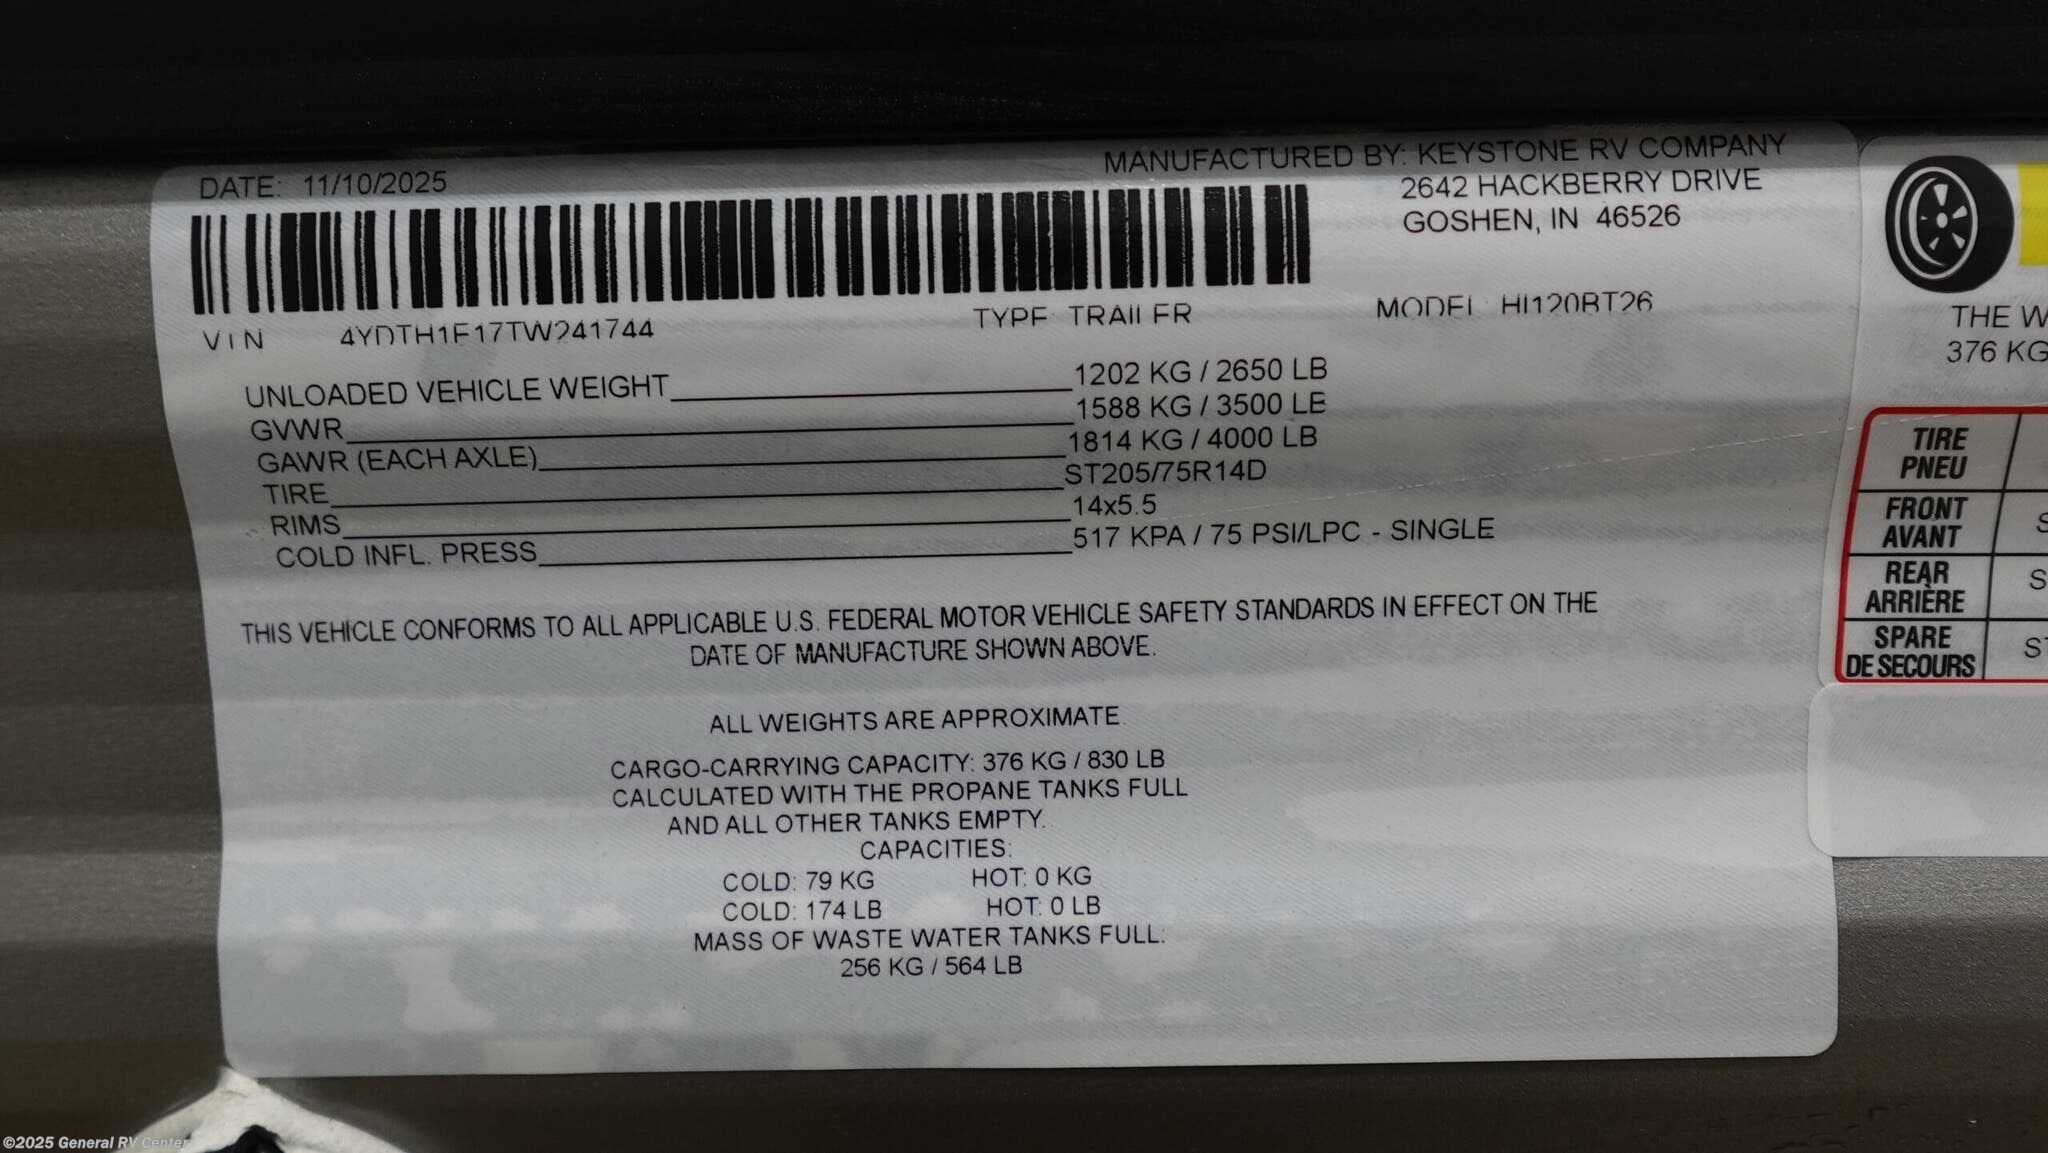 DATE: 11/10/2025
MANUFACTURED BY: KEYSTONE RV COMPANY
2642 HACKBERRY DRIVE
GOSHEN, IN 46526
VIN 4YDTH1F17TW241744
TYPE TRAILER
MODEL HI120BT26
UNLOADED VEHICLE WEIGHT 1202 KG / 2650 LB
GVWR 1588 KG / 3500 LB
GAWR (EACH AXLE) 1814 KG / 4000 LB
TIRE ST205/75R14D
RIMS 14x5.5
COLD INFL. PRESS 517 KPA / 75 PSI/LPC - SINGLE
THIS VEHICLE CONFORMS TO ALL APPLICABLE U.S. FEDERAL MOTOR VEHICLE SAFETY STANDARDS IN EFFECT ON THE
DATE OF MANUFACTURE SHOWN ABOVE.
ALL WEIGHTS ARE APPROXIMATE.
CARGO-CARRYING CAPACITY: 376 KG / 830 LB
CALCULATED WITH THE PROPANE TANKS FULL
AND ALL OTHER TANKS EMPTY.
CAPACITIES:
COLD: 79 KG HOT: 0 KG
COLD: 174 LB HOT: 0 LB
MASS OF WASTE WATER TANKS FULL:
256 KG / 564 LB
THE
376 KG
TIRE
PNEU
FRONT
AVANT
REAR
ARRIÈRE
SPARE
DE SECOURS
©2025 General RV Center